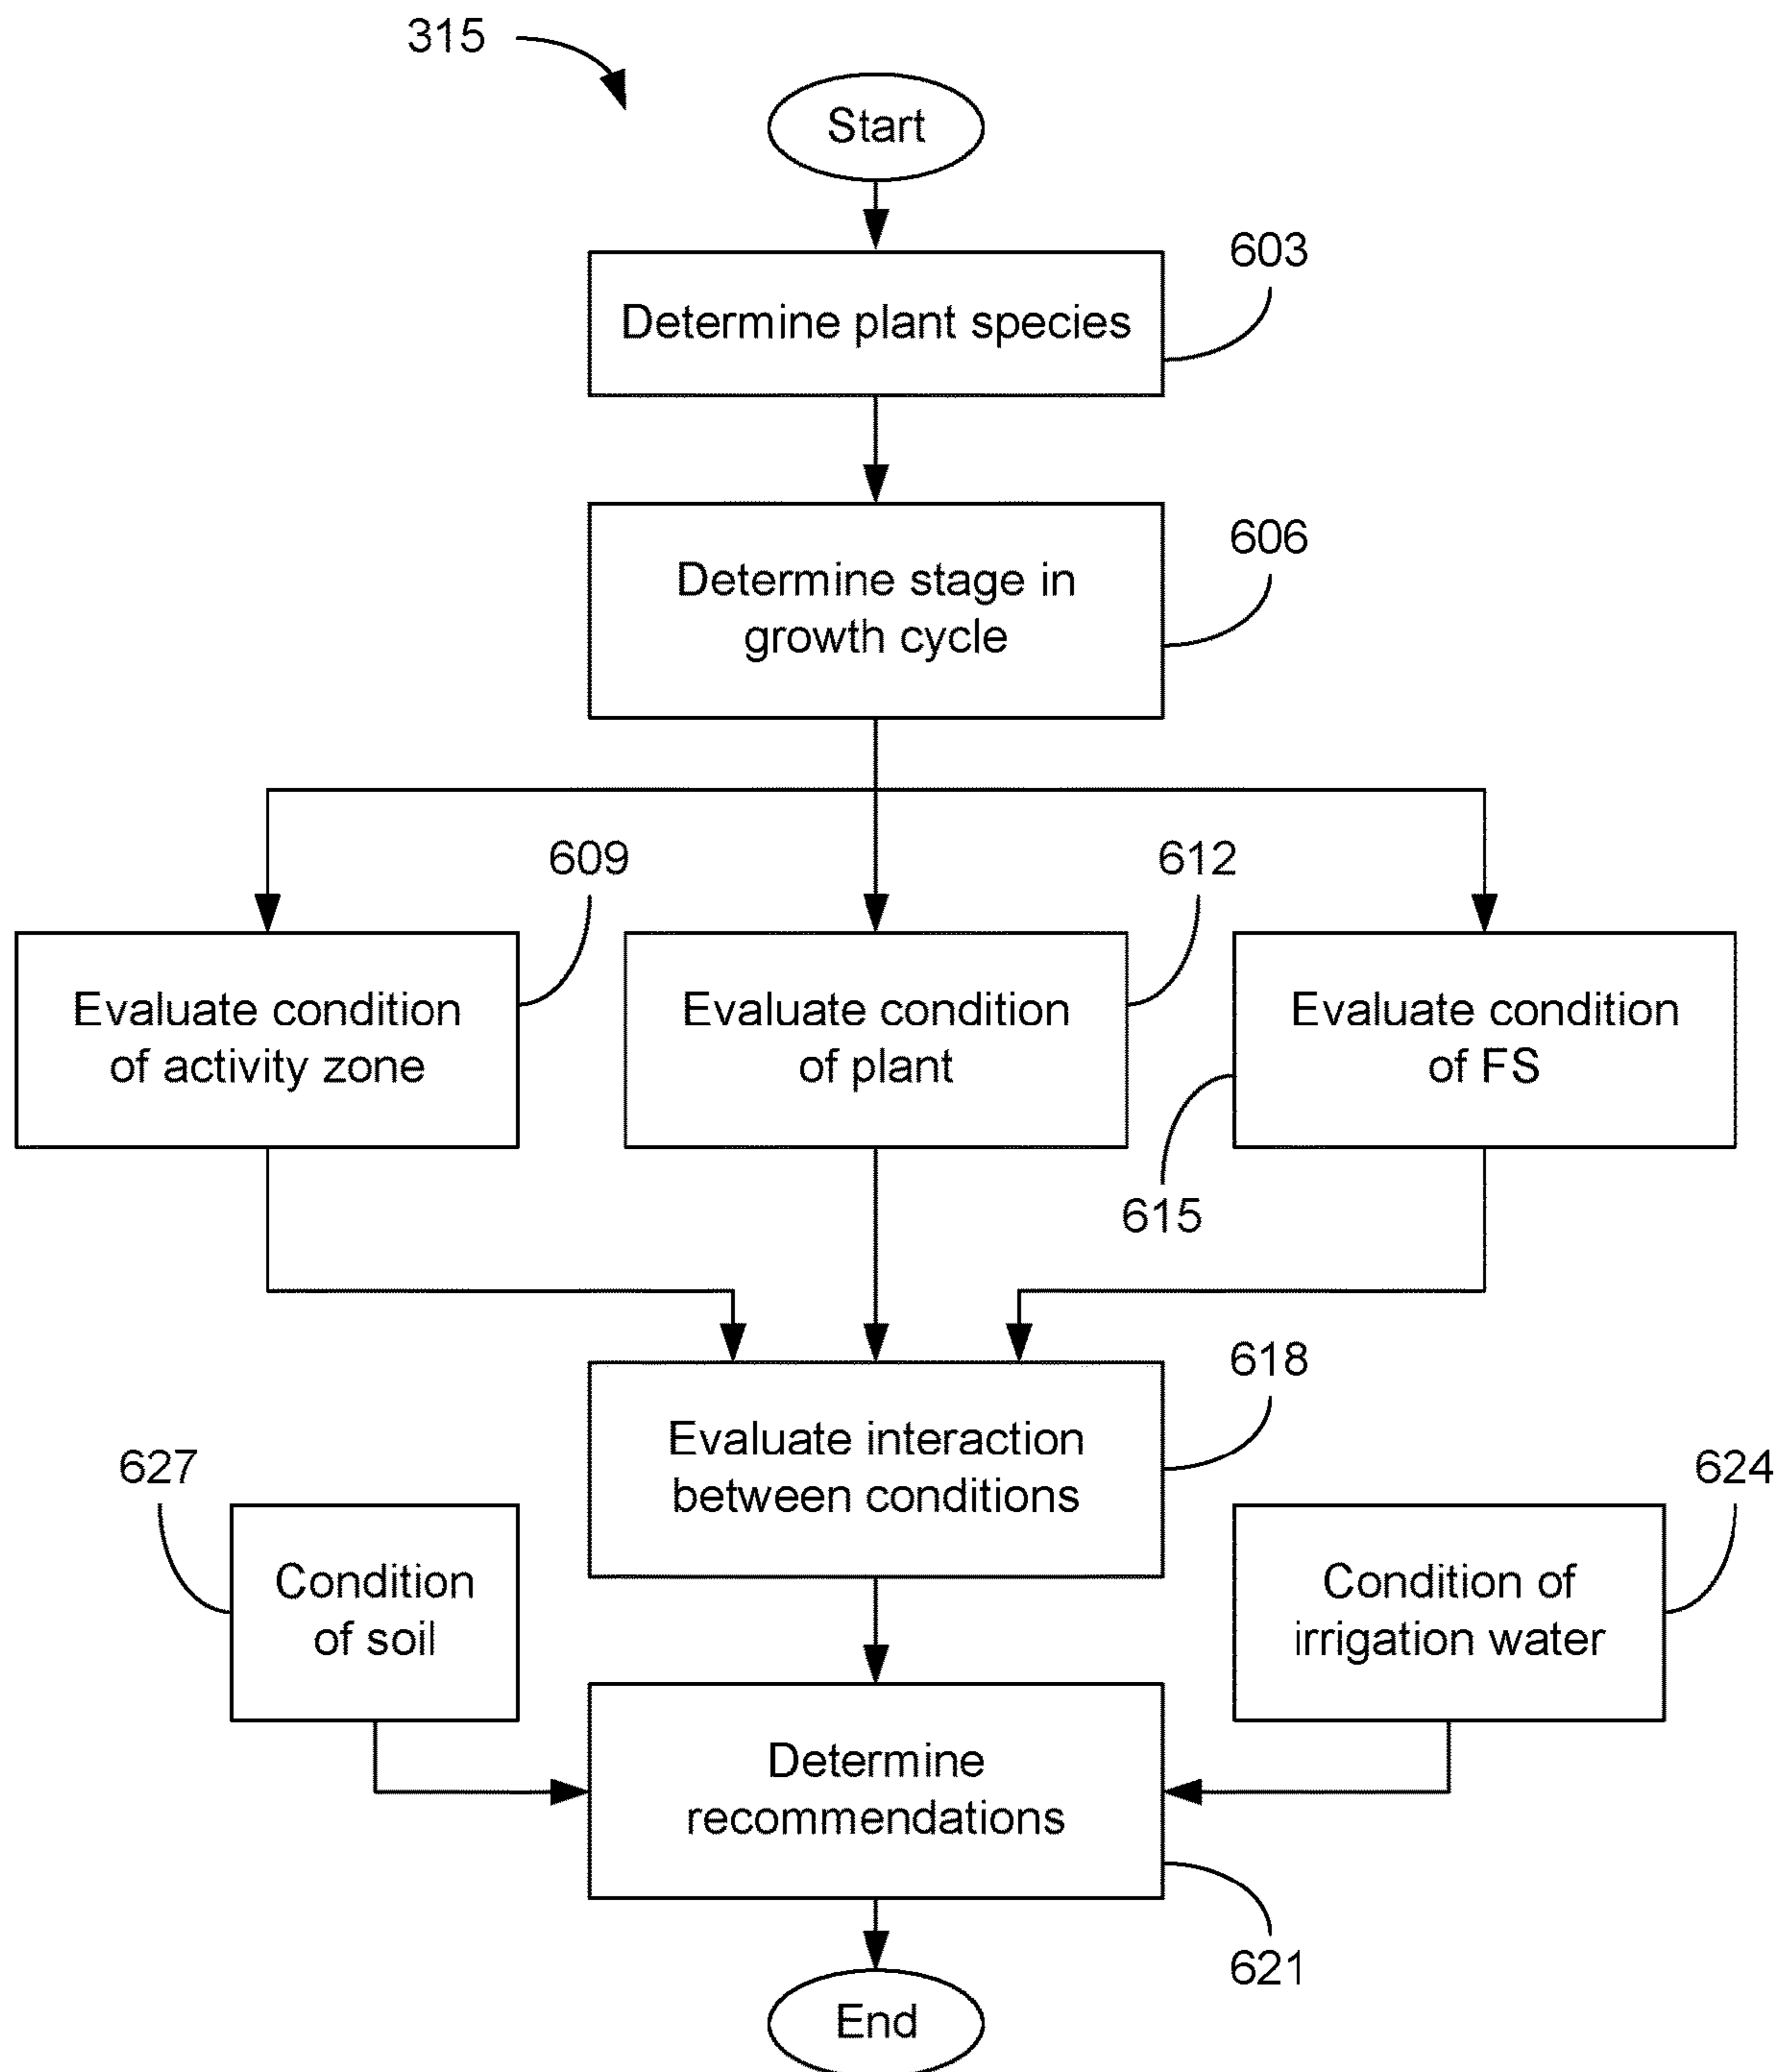 315
Start
603
Determine plant species
606
Determine stage in
growth cycle
609
612
Evaluate condition
of activity zone
Evaluate condition
of plant
Evaluate condition
of FS
615
618
Evaluate interaction
between conditions
627
624
Condition
of soil
Condition of
irrigation water
Determine
recommendations
621
End